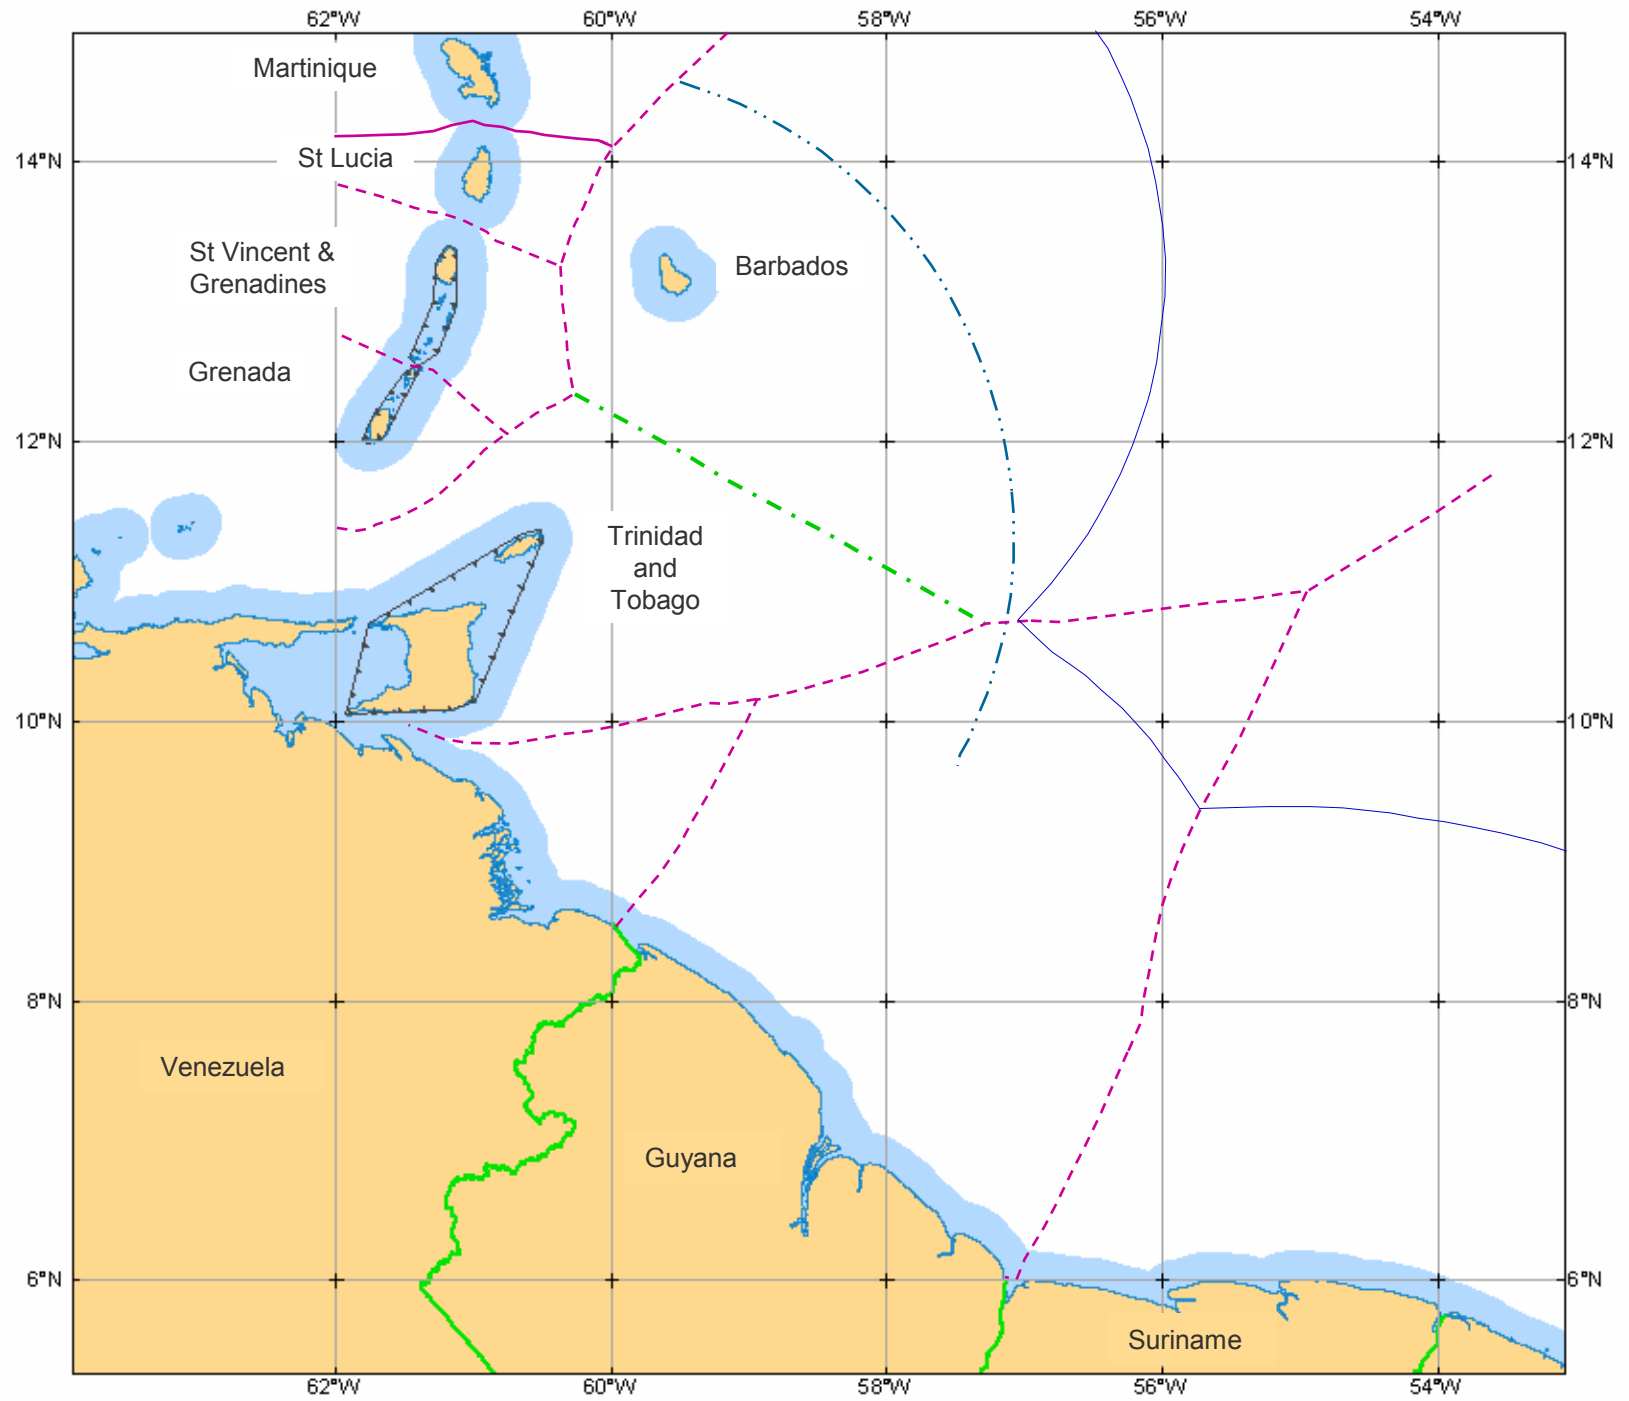 62°W 60°W 58°W 56°W 54°W
Martinique
14°N St Lucia 14°N
St Vincent &
Grenadines
Barbados
Grenada
12°N 12°N
Trinidad
and
Tobago
10°N 10°N
8°N 8°N
Venezuela
Guyana
6°N 6°N
Suriname
62°W 60°W 58°W 56°W 54°W